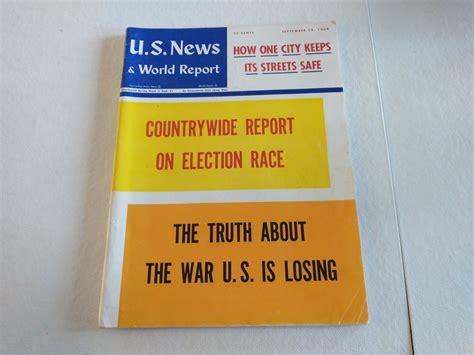 U.S. News
& World Report
HOW ONE CITY KEEPS
ITS STREETS SAFE
COUNTRYWIDE REPORT
ON ELECTION RACE
THE TRUTH ABOUT
THE WAR U.S. IS LOSING